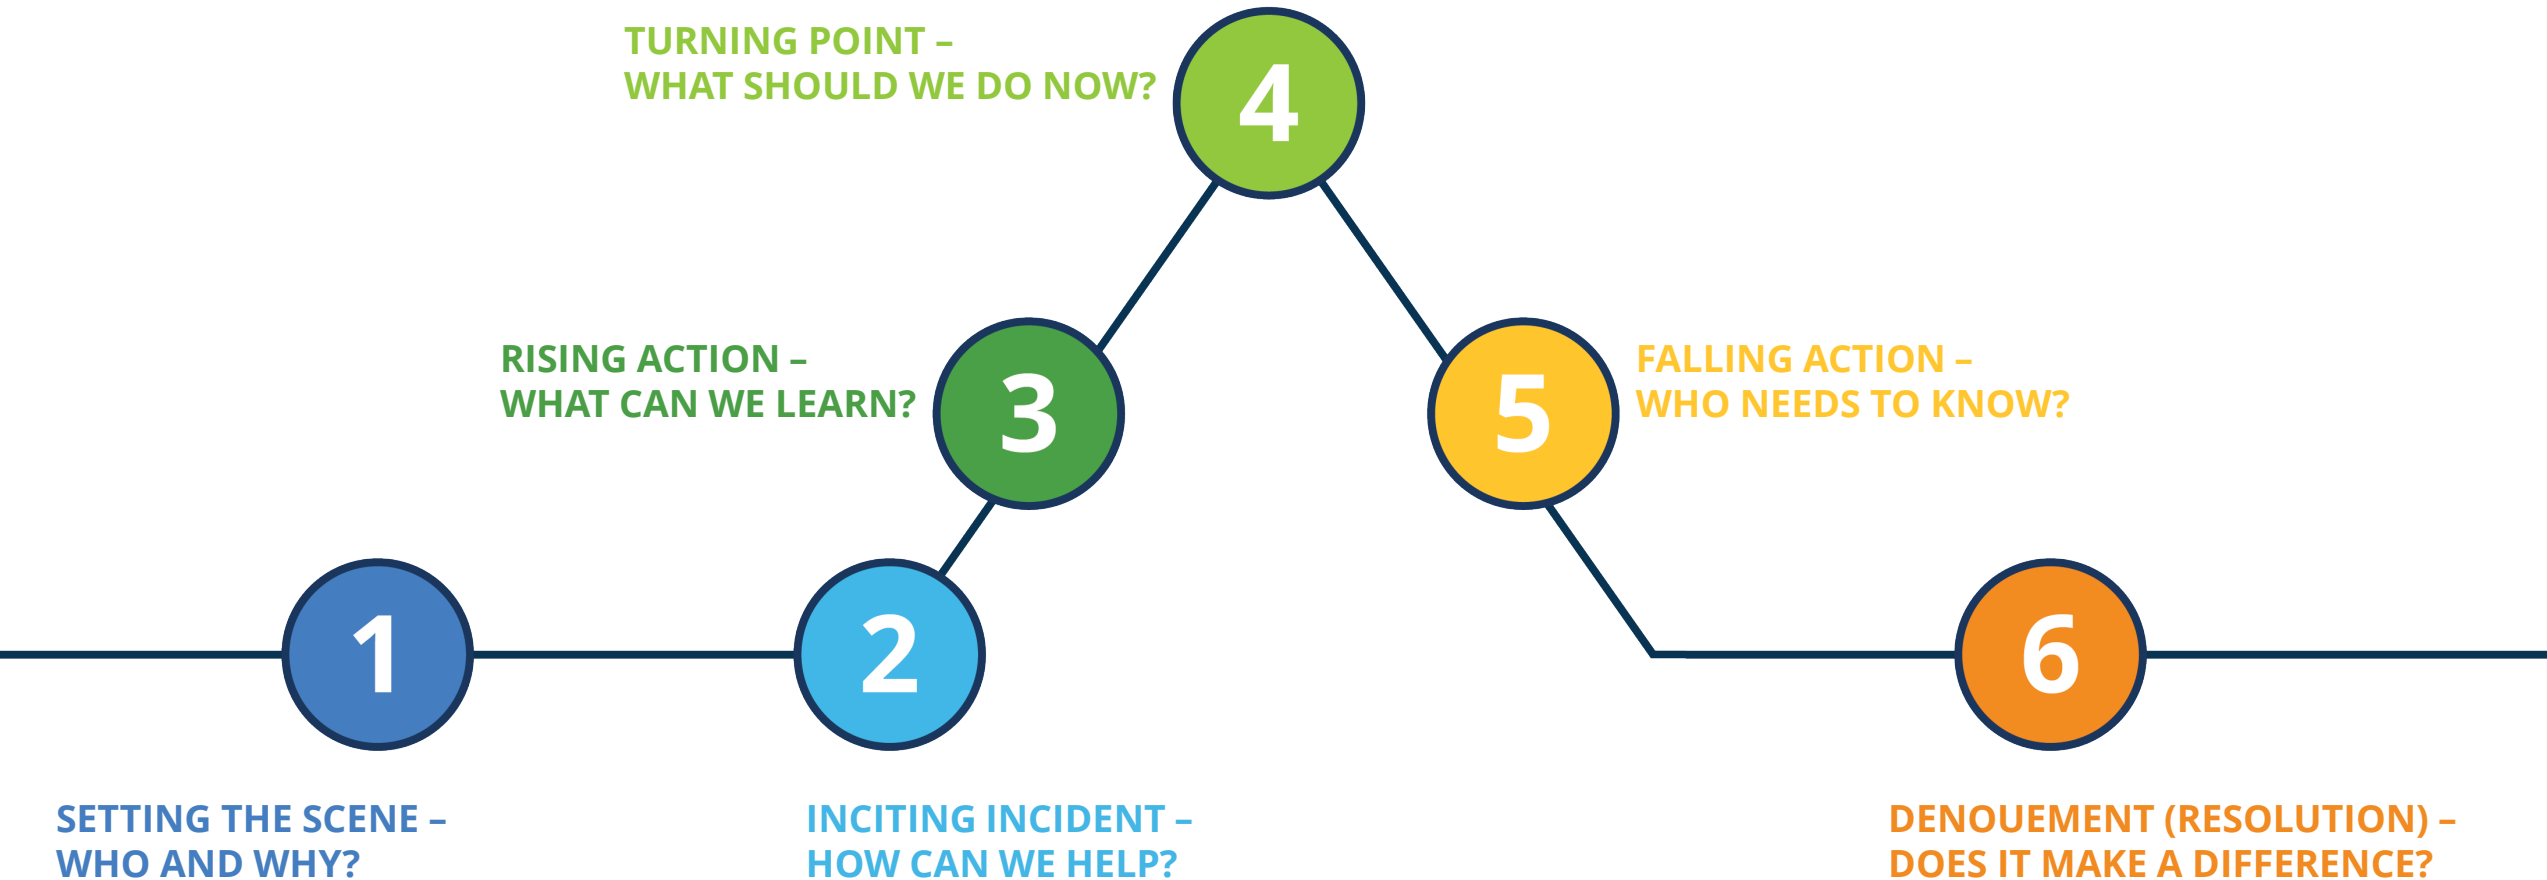 1
SETTING THE SCENE –
WHO AND WHY?
2
INCITING INCIDENT –
HOW CAN WE HELP?
3
RISING ACTION –
WHAT CAN WE LEARN?
4
TURNING POINT –
WHAT SHOULD WE DO NOW?
5
FALLING ACTION –
WHO NEEDS TO KNOW?
6
DENOUEMENT (RESOLUTION) –
DOES IT MAKE A DIFFERENCE?